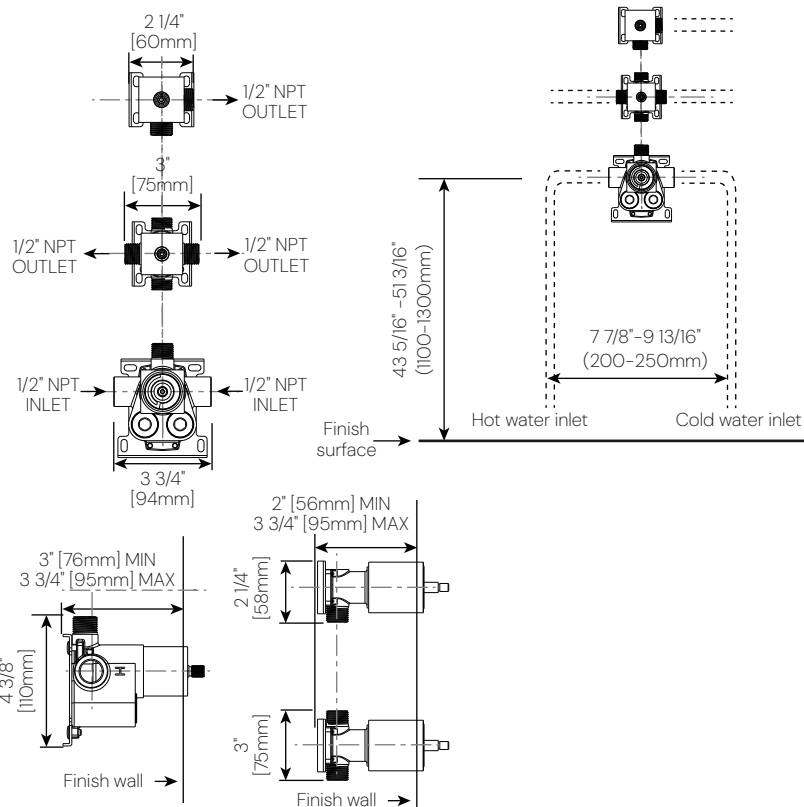 2 1/4"
[60mm]
1/2" NPT
OUTLET
3"
[75mm]
1/2" NPT
OUTLET
1/2" NPT
OUTLET
1/2" NPT
INLET
1/2" NPT
INLET
3 3/4"
[94mm]
43 5/16" -51 3/16"
(1100-1300mm)
7 7/8"-9 13/16"
(200-250mm)
Hot water inlet
Cold water inlet
Finish
surface
3" [76mm] MIN
3 3/4" [95mm] MAX
4 3/8"
[110mm]
H
Finish wall
2" [56mm] MIN
3 3/4" [95mm] MAX
2 1/4"
[58mm]
3"
[75mm]
Finish wall